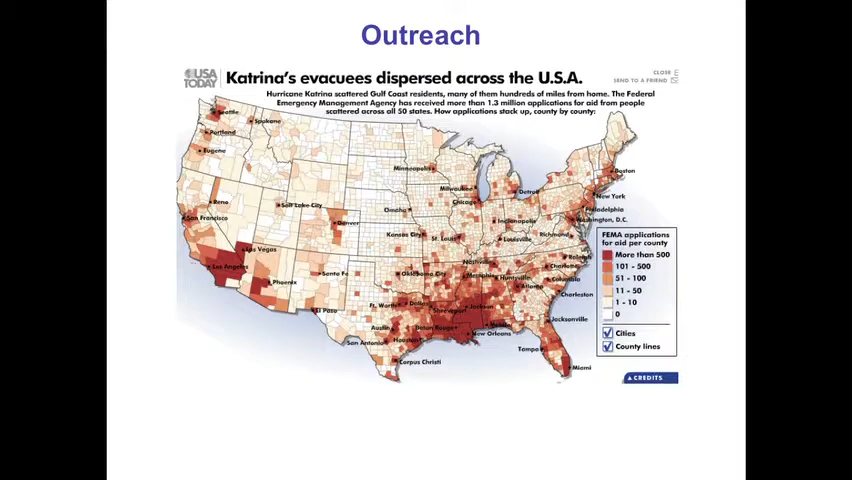 Outreach
USA
TODAY
Katrina's evacuees dispersed across the U.S.A.
CLOSE
SEND TO A FRIEND
Hurricane Katrina scattered Gulf Coast residents, many of them hundreds of miles from home. The Federal
Emergency Management Agency has received more than 1.3 million applications for aid from people
scattered across all 50 states. How applications stack up, county by county:
Seattle
Spokane
Portland
Eugene
Minneapolis
Boston
Milwaukee
Detroit
Reno
Salt Lake City
Omaha
Chicago
New York
Philadelphia
San Francisco
Denver
Indianapolis
Washington, D.C.
Kansas City
St. Louis
Louisville
Richmond
Las Vegas
Nashville
Raleigh
Los Angeles
Santa Fe
Oklahoma City
Memphis
Huntsville
Charlotte
Phoenix
Columbia
Atlanta
Charleston
El Paso
Ft. Worth
Dallas
Shreveport
Jackson
Austin
Baton Rouge
Mobile
Jacksonville
San Antonio
Houston
New Orleans
Tampa
Corpus Christi
Miami
FEMA applications
for aid per county
More than 500
101 - 500
51 - 100
11 - 50
1 - 10
0
Cities
County lines
CREDITS